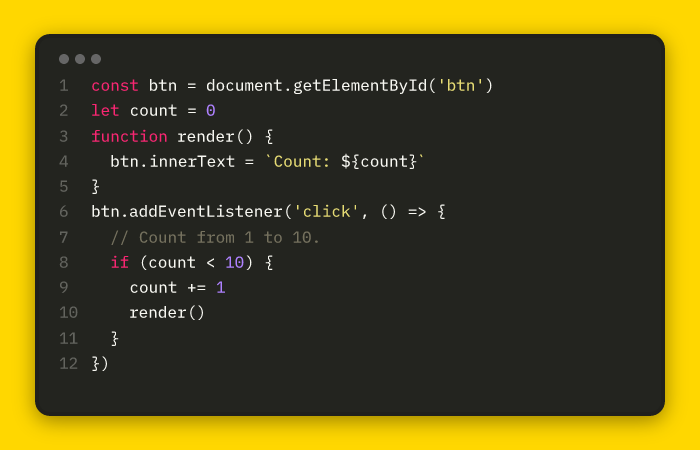 1 const btn = document.getElementById('btn')
2 let count = 0
3 function render() {
4   btn.innerText = `Count: ${count}`
5 }
6 btn.addEventListener('click', () => {
7   // Count from 1 to 10.
8   if (count < 10) {
9     count += 1
10     render()
11   }
12 })